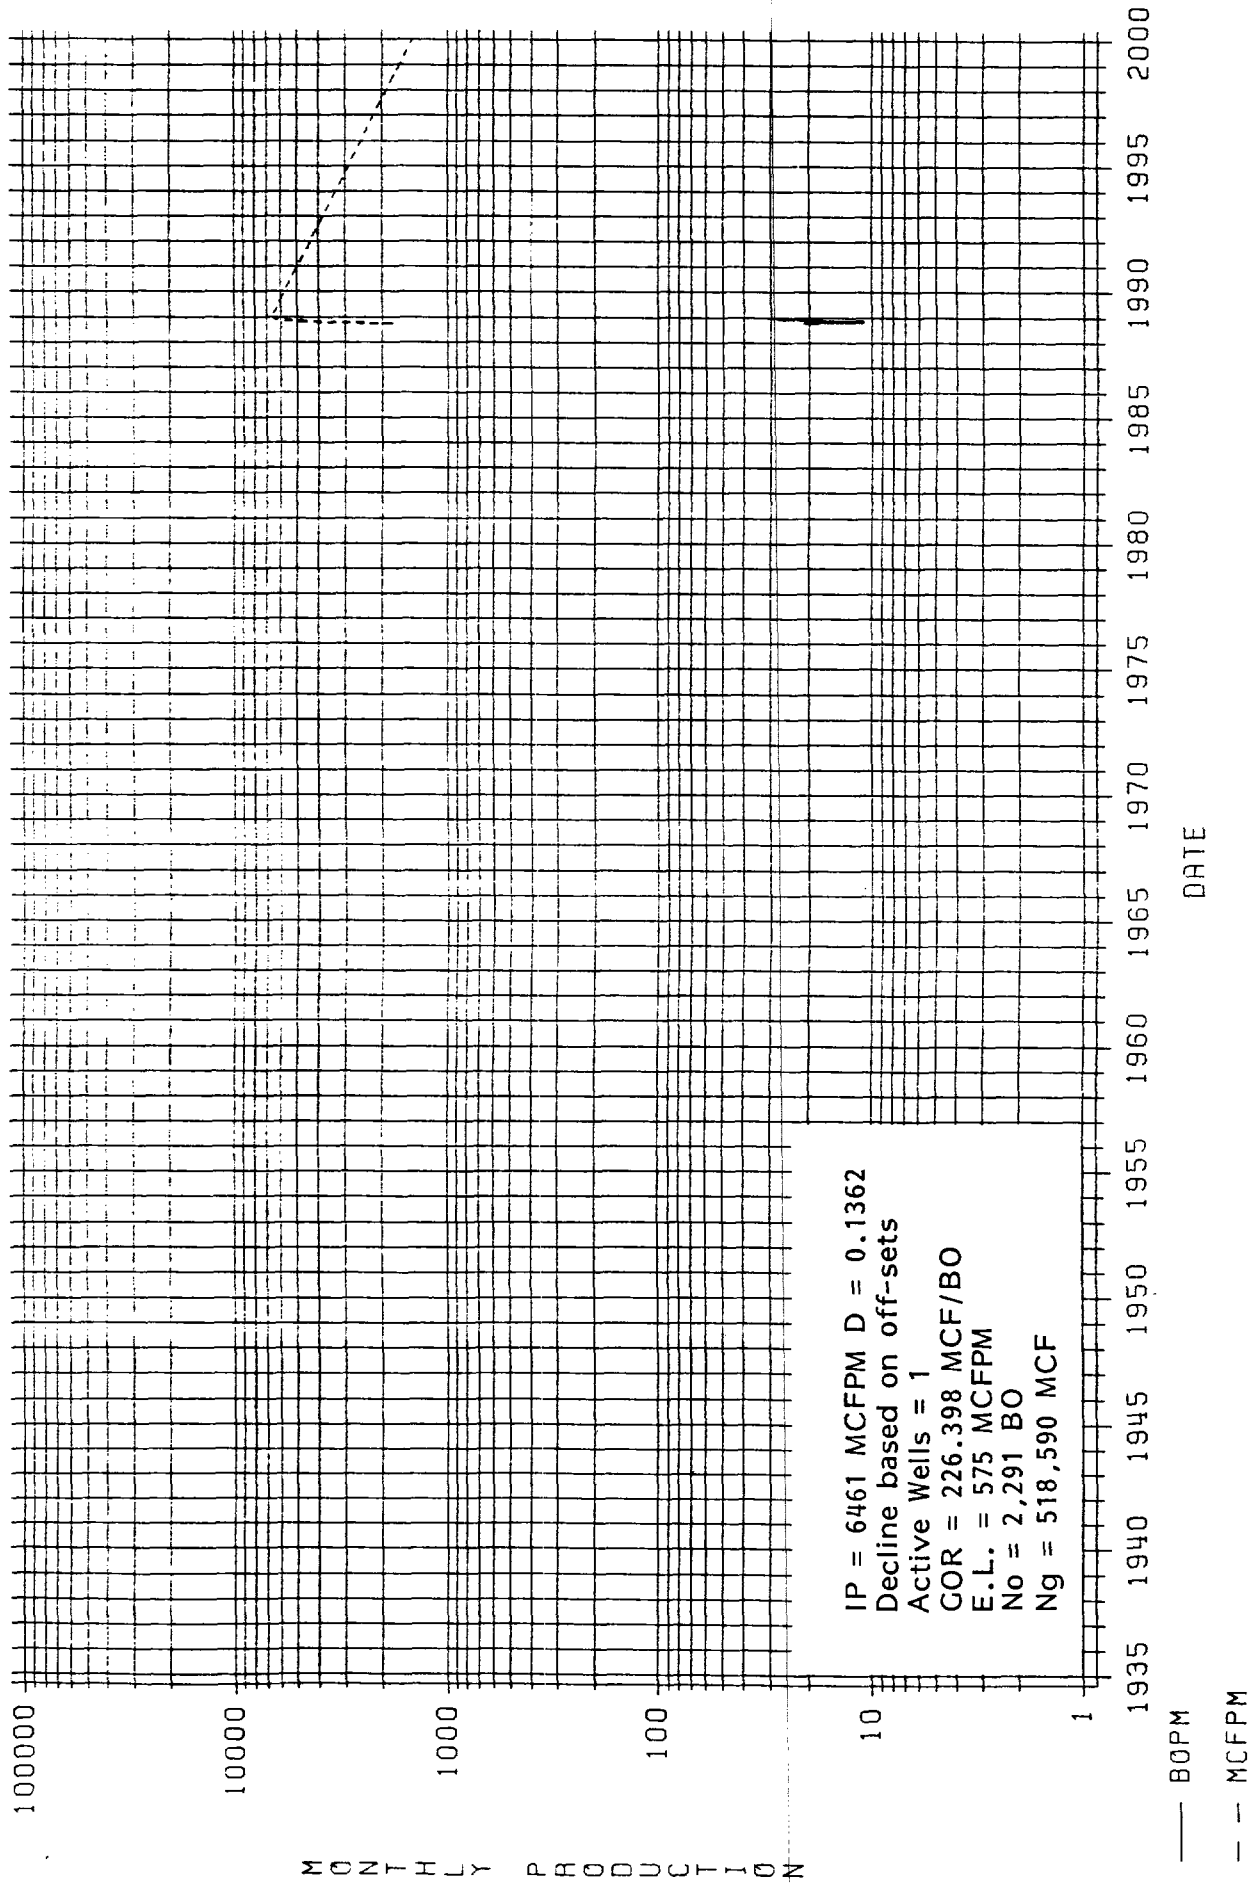 MONTHLY PRODUCTION
100000
10000
1000
100
10
1
IP = 6461 MCFPM D = 0.1362
Decline based on off-sets
Active Wells = 1
GOR = 226.398 MCF/BO
E.L. = 575 MCFPM
No = 2,291 BO
Ng = 518,590 MCF
1935 1940 1945 1950 1955 1960 1965 1970 1975 1980 1985 1990 1995 2000
DATE
BOPM
MCFPM